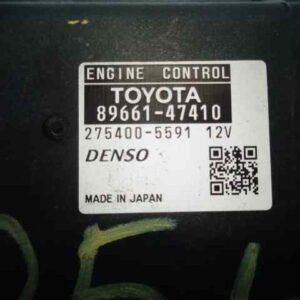 ENGINE CONTROL
TOYOTA
89661-47410
275400-5591 12V
DENSO
MADE IN JAPAN